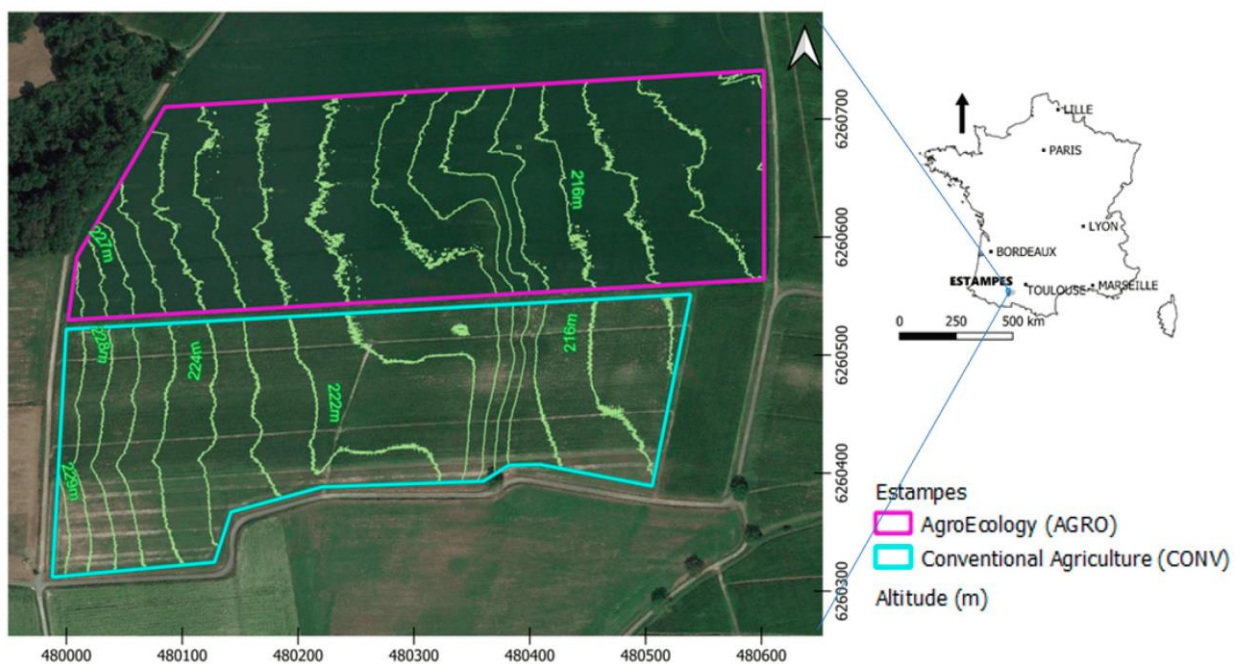 227m
216m
228m
224m
222m
216m
229m
6260700
6260600
6260500
6260400
6260300
480000
480100
480200
480300
480400
480500
480600
LILLE
PARIS
LYON
BORDEAUX
ESTAMPES
TOULOUSE
MARSEILLE
0 250 500 km
Estampes
AgroEcology (AGRO)
Conventional Agriculture (CONV)
Altitude (m)